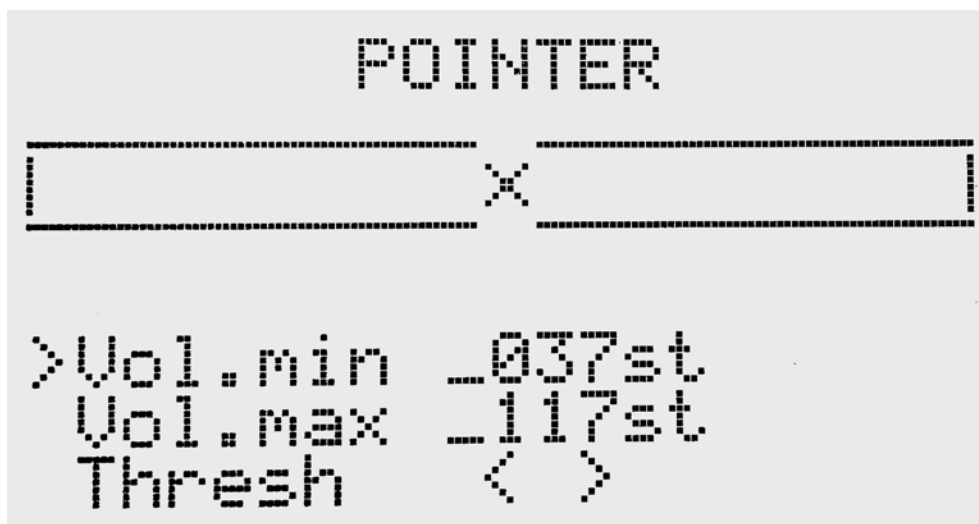 POINTER
X
>Vol.min _037st.
Vol.max _117st.
Thresh < >